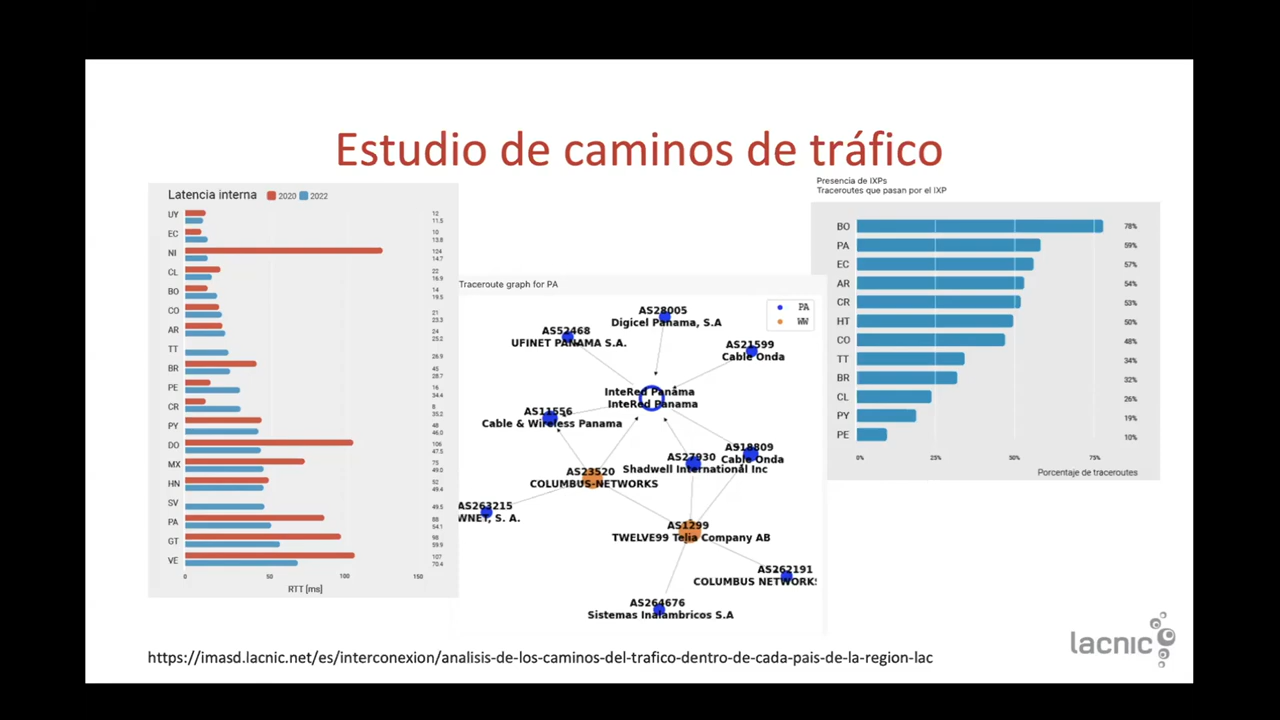 Estudio de caminos de tráfico
Latencia interna 2020 2022
UY 12
11.5
EC 10
13.8
NI 124
14.7
CL 22
16.9
BO 14
19.5
CO 21
23.3
AR 24
25.2
TT 26.9
BR 45
28.7
PE 16
34.4
CR 8
35.2
PY 48
46.0
DO 106
47.5
MX 75
49.0
HN 52
49.4
SV 49.5
PA 88
54.1
GT 98
59.9
VE 107
70.4
0 50 100 150
RTT [ms]
Traceroute graph for PA
PA
WW
AS28005
Digicel Panama, S.A
AS52468
UFINET PANAMA S.A.
AS21599
Cable Onda
InteRed Panama
InteRed Panama
AS11556
Cable & Wireless Panama
AS18809
Cable Onda
AS27930
Shadwell International Inc
AS23520
COLUMBUS-NETWORKS
AS263215
WNET, S. A.
AS1299
TWELVE99 Telia Company AB
AS262191
COLUMBUS NETWORKS
AS264676
Sistemas Inalambricos S.A
Presencia de IXPs
Traceroutes que pasan por el IXP
BO 78%
PA 59%
EC 57%
AR 54%
CR 53%
HT 50%
CO 48%
TT 34%
BR 32%
CL 26%
PY 19%
PE 10%
0% 25% 50% 75%
Porcentaje de traceroutes
https://imasd.lacnic.net/es/interconexion/analisis-de-los-caminos-del-trafico-dentro-de-cada-pais-de-la-region-lac
lacnic